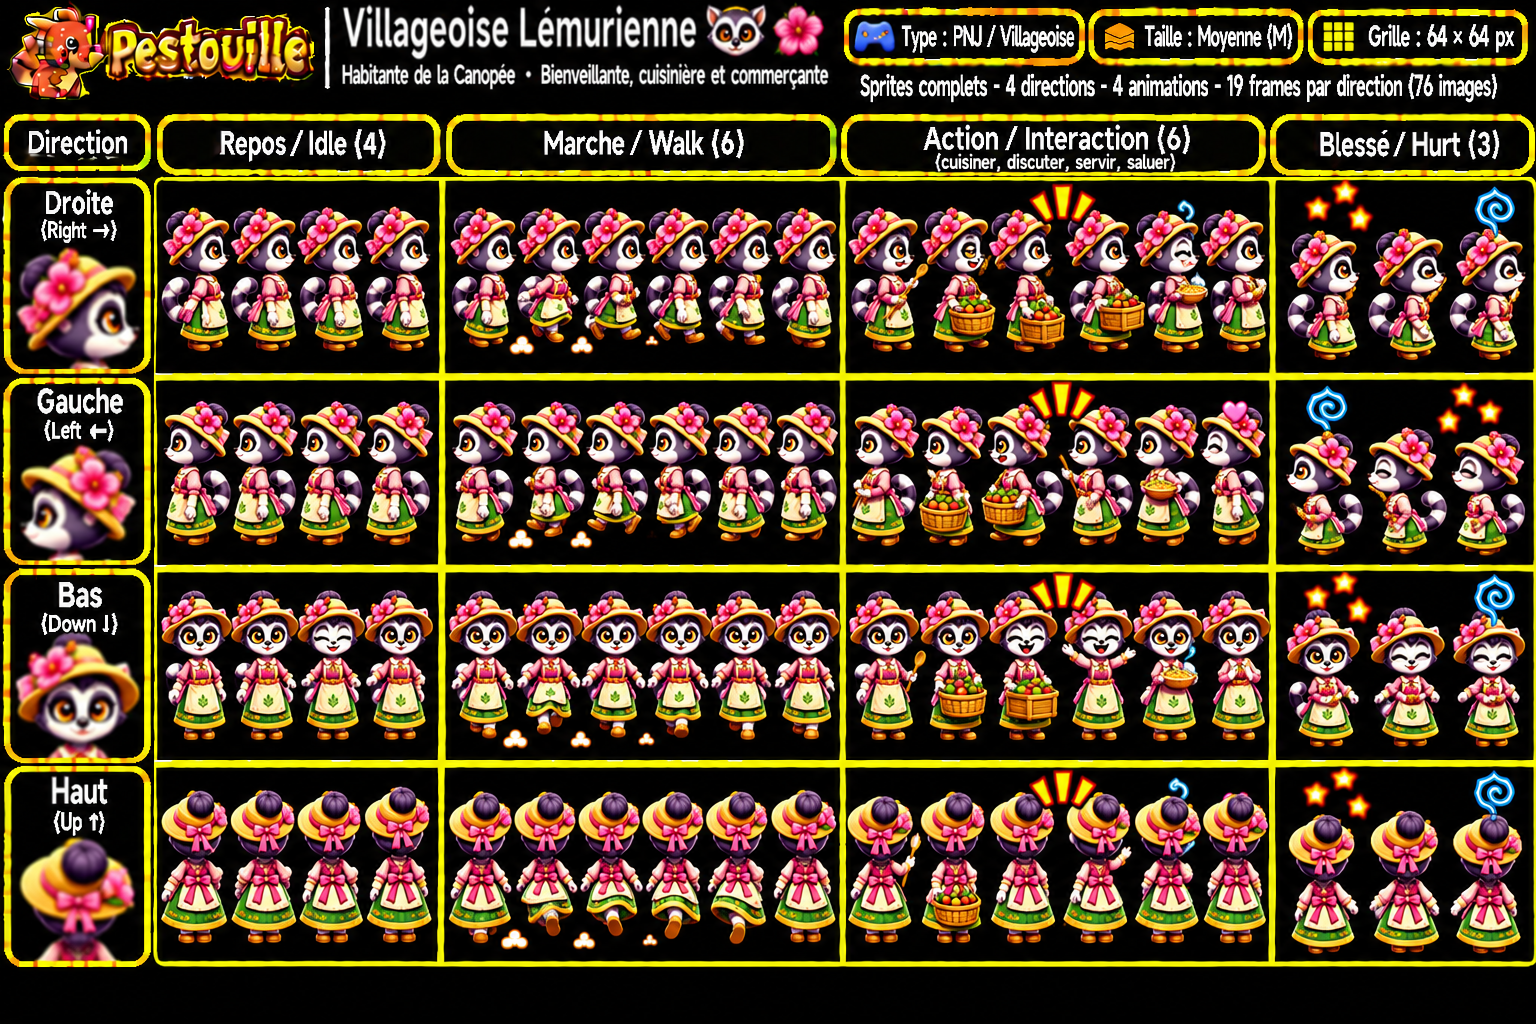 Pestouille
Villageoise Lémurienne
Habitante de la Canopée • Bienveillante, cuisinière et commerçante
Type : PNJ / Villageoise
Taille : Moyenne (M)
Grille : 64 × 64 px
Sprites complets - 4 directions - 4 animations - 19 frames par direction (76 images)
Direction
Repos / Idle (4)
Marche / Walk (6)
Action / Interaction (6)
(cuisiner, discuter, servir, saluer)
Blessé / Hurt (3)
Droite
(Right →)
Gauche
(Left ←)
Bas
(Down ↓)
Haut
(Up ↑)